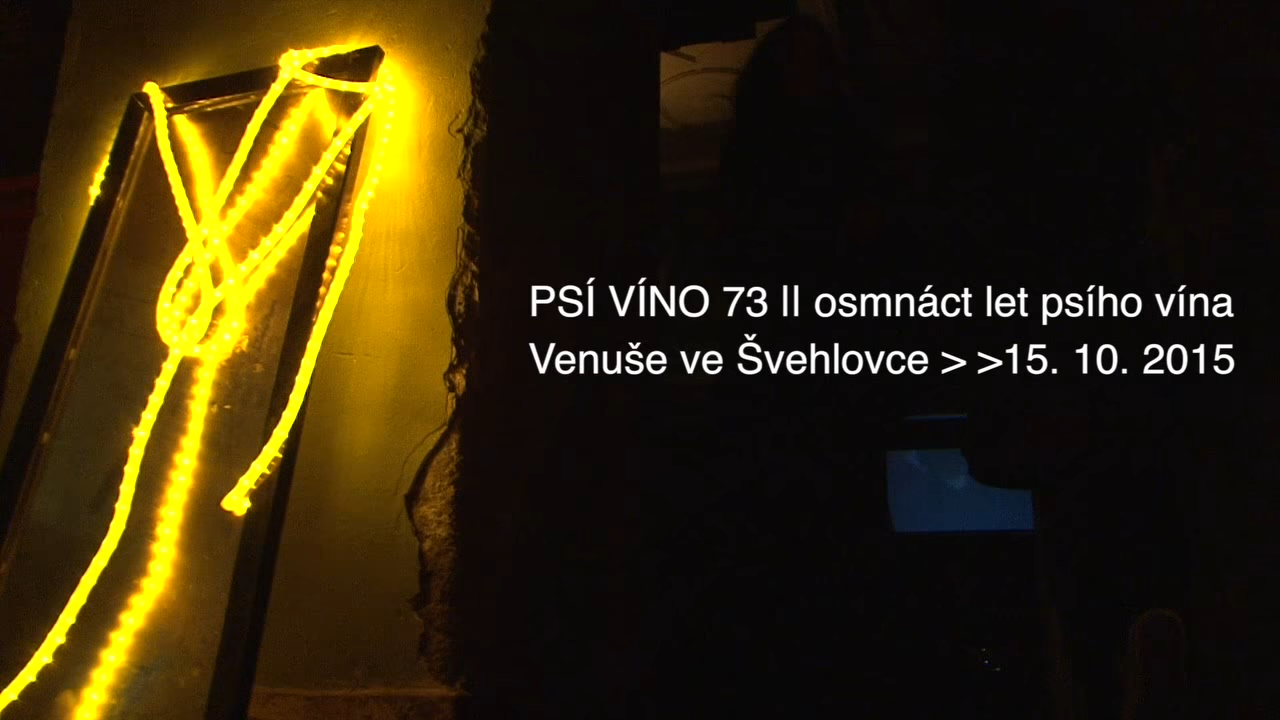 PSÍ VÍNO 73 II osmnáct let psího vína
Venuše ve Švehlovce > >15. 10. 2015